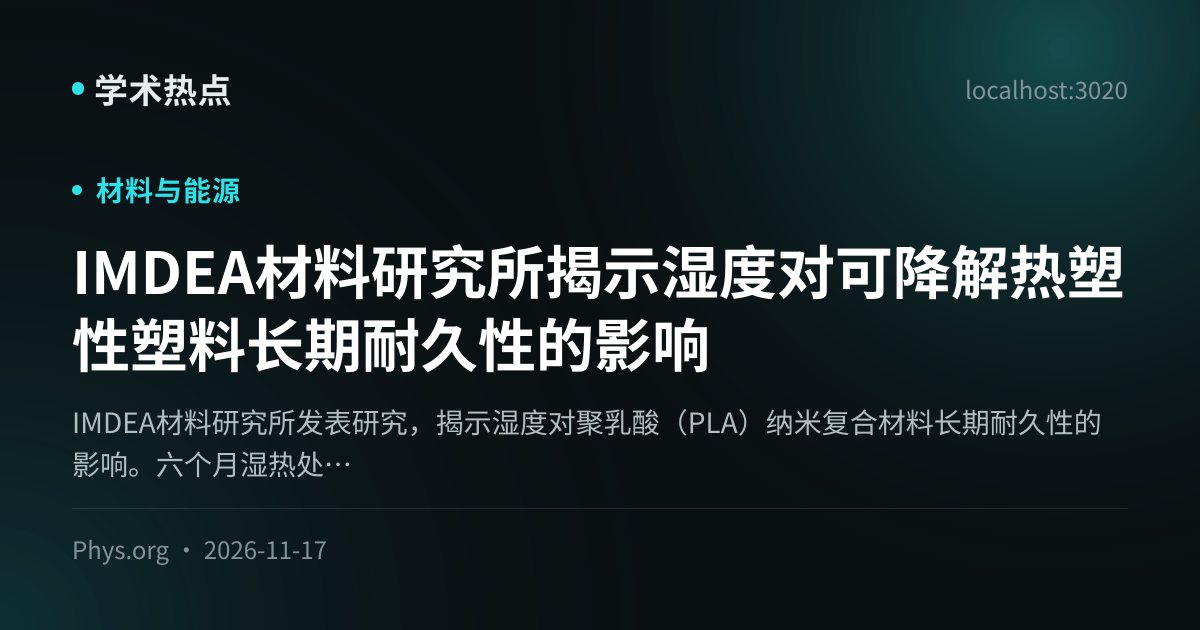 学术热点
localhost:3020
材料与能源
IMDEA材料研究所揭示湿度对可降解热塑
性塑料长期耐久性的影响
IMDEA材料研究所发表研究，揭示湿度对聚乳酸（PLA）纳米复合材料长期耐久性的
影响。六个月湿热处…
Phys.org • 2026-11-17